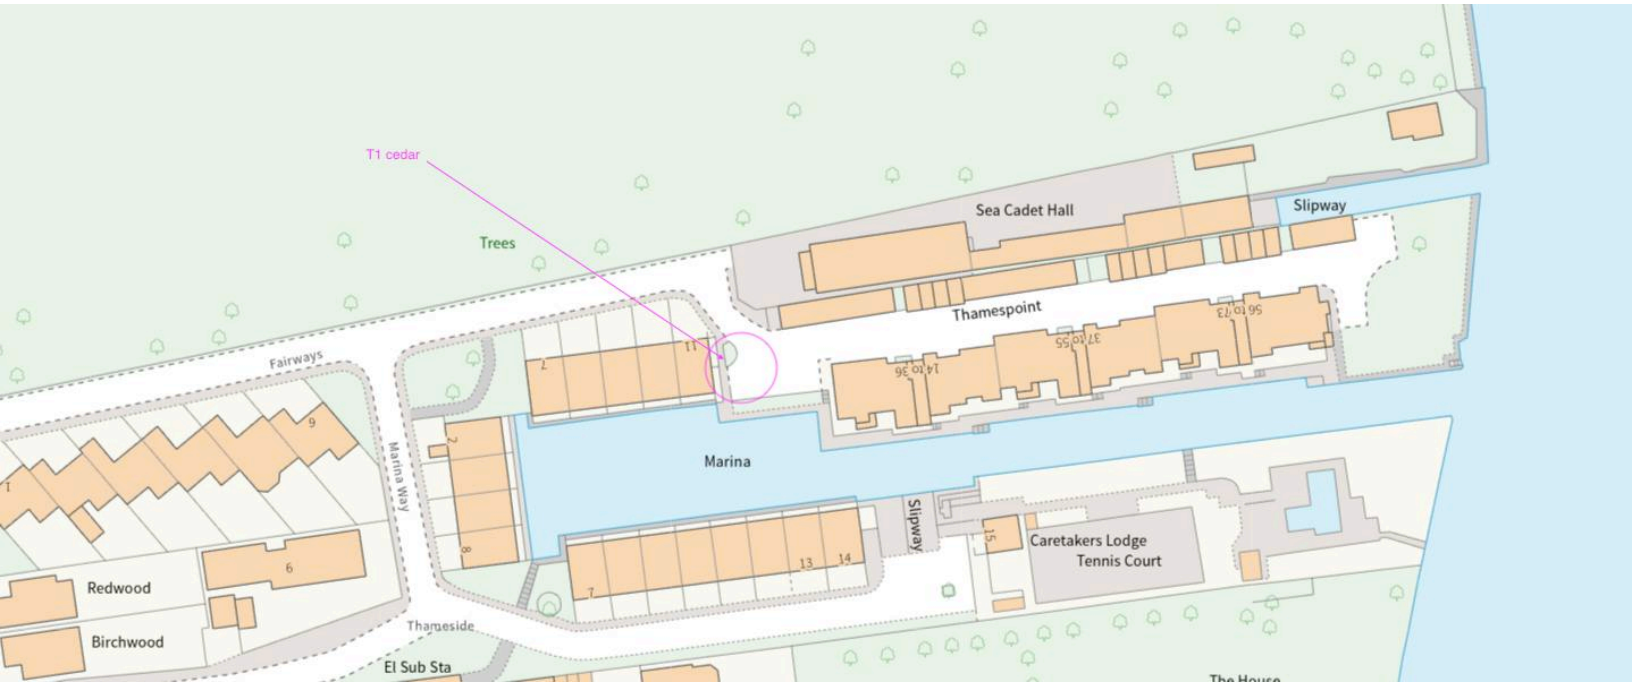 T1 cedar
Trees
Sea Cadet Hall
Slipway
Thamespoint
56 to 73
37 to 55
14 to 36
Fairways
7
11
9
1
Marina Way
2
8
Marina
Slipway
15
Caretakers Lodge
Tennis Court
13
14
7
6
Redwood
Birchwood
Thameside
El Sub Sta